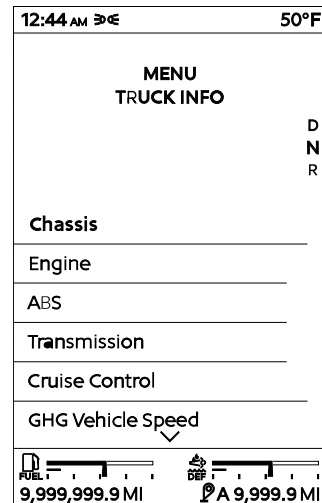 12:44 AM 50°F
MENU
TRUCK INFO
D
N
R
Chassis
Engine
ABS
Transmission
Cruise Control
GHG Vehicle Speed
FUEL DEF
9,999,999.9 MI A 9,999.9 MI